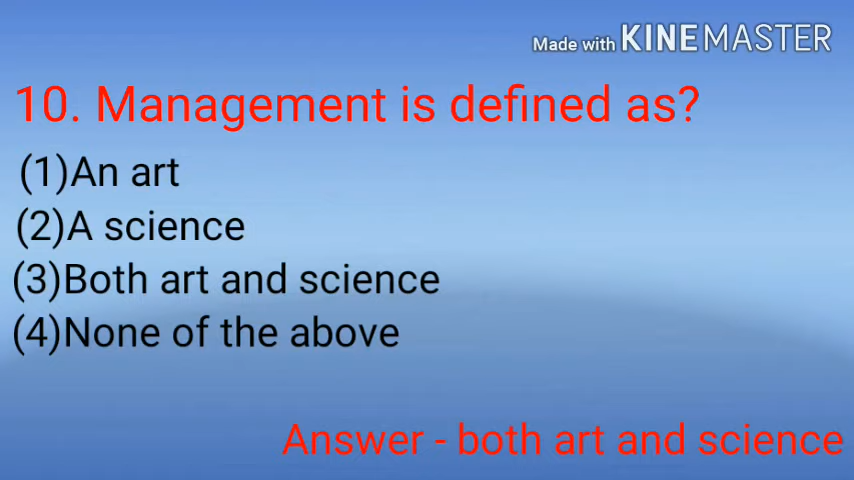 Made with KINEMASTER
10. Management is defined as?
(1)An art
(2)A science
(3)Both art and science
(4)None of the above
Answer - both art and science